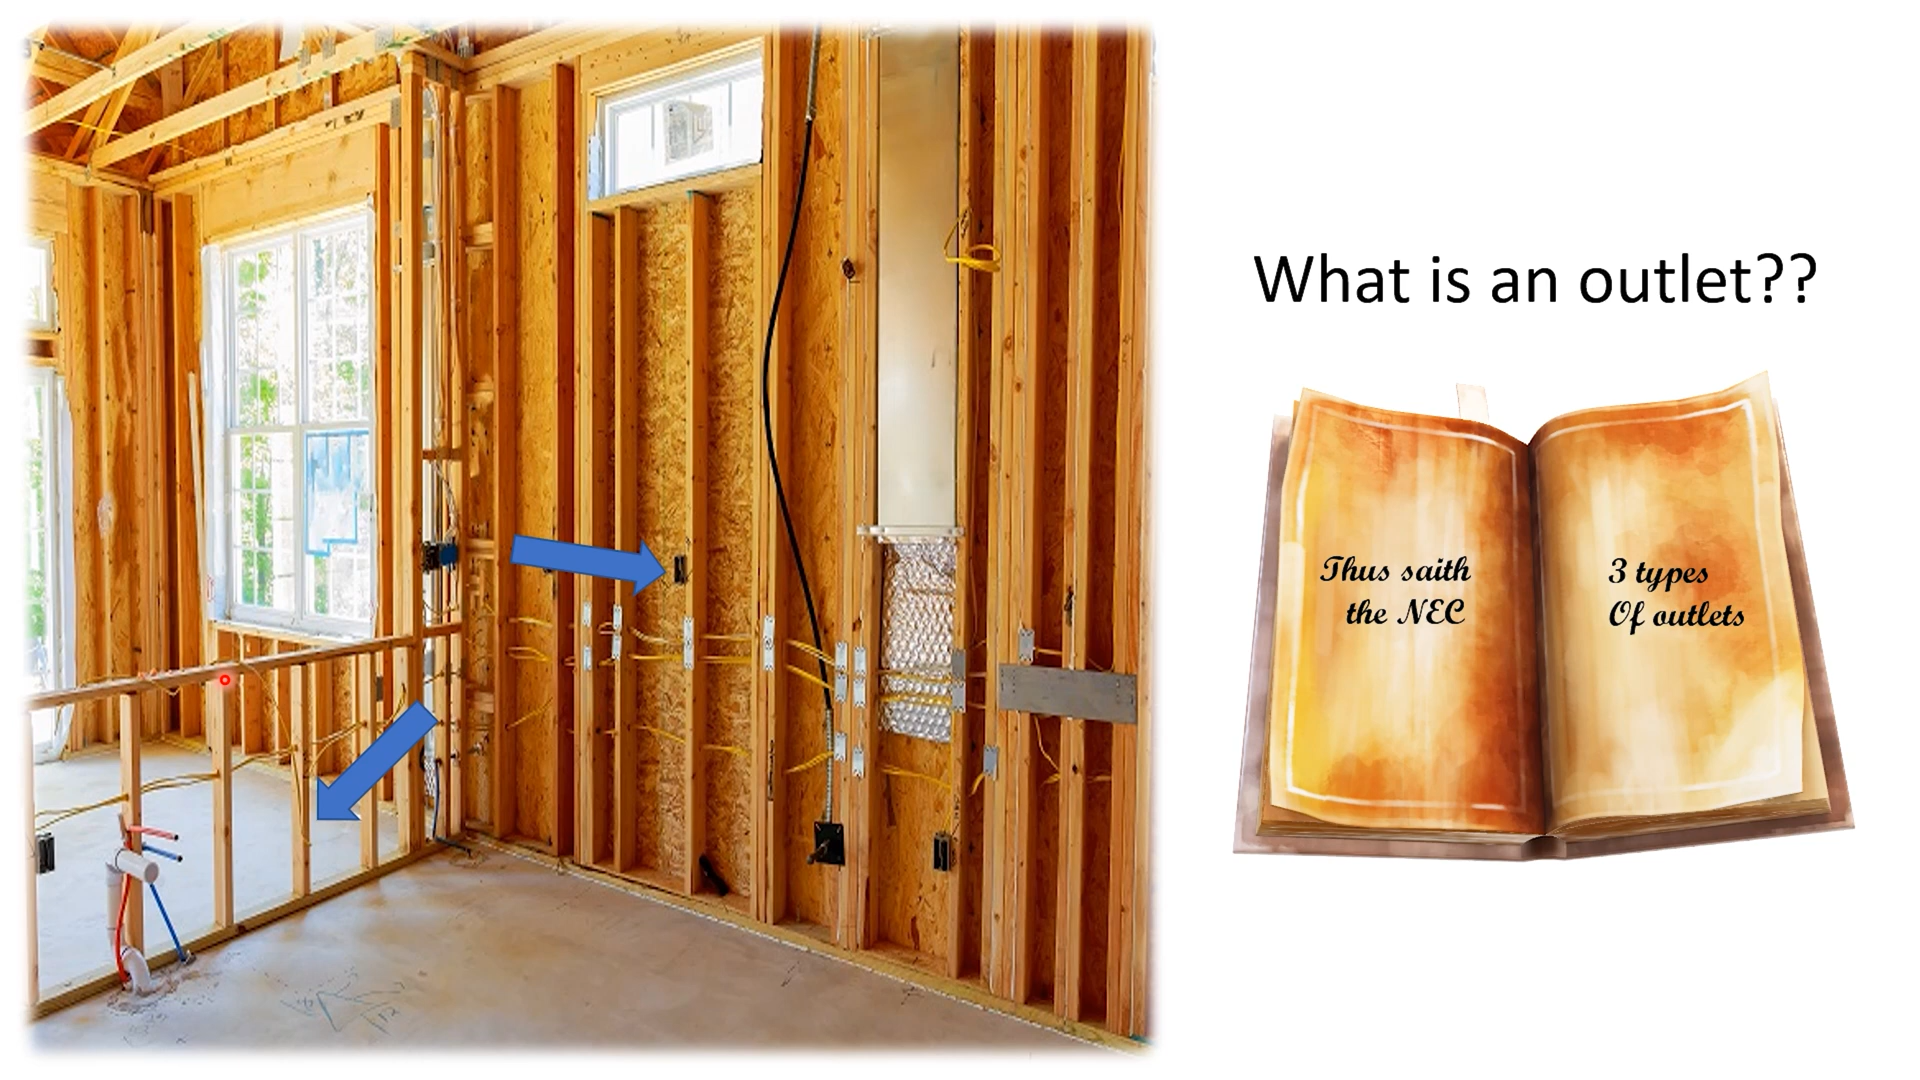 What is an outlet??
Thus saith
the NEC
3 types
Of outlets